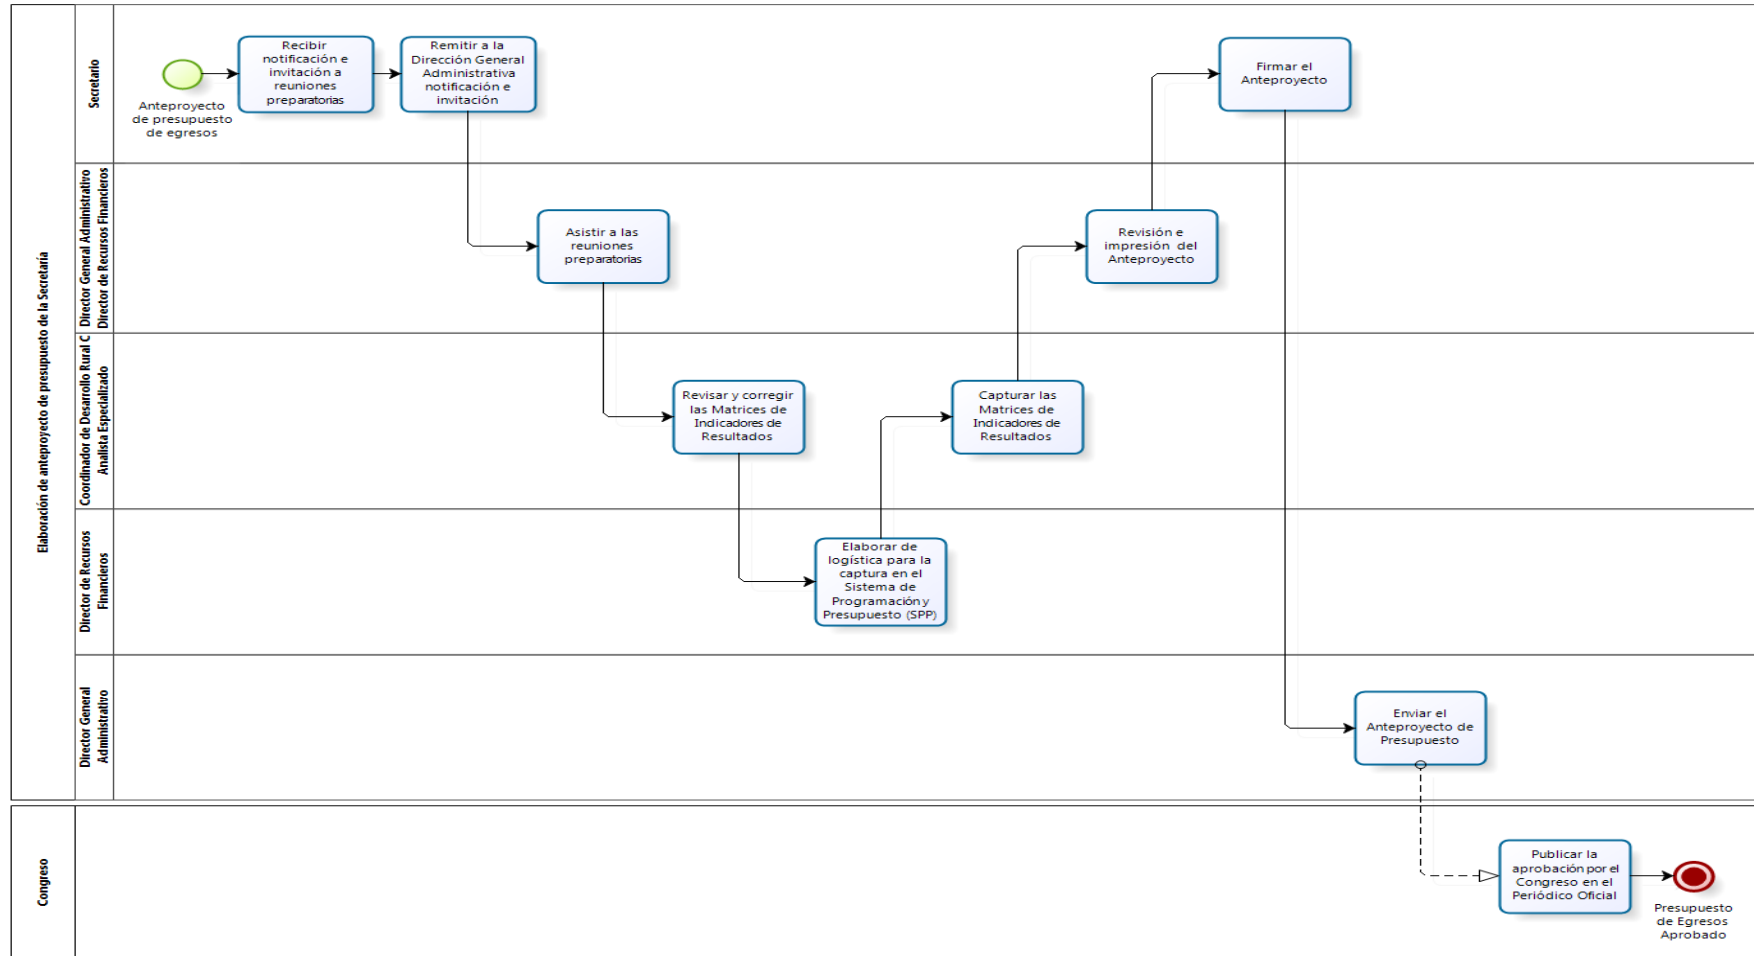 Elaboración de anteproyecto de presupuesto de la Secretaría
Secretario
Anteproyecto
de presupuesto
de egresos
Recibir
notificación e
invitación a
reuniones
preparatorias
Remitir a la
Dirección General
Administrativa
notificación e
invitación
Firmar el
Anteproyecto
Director General Administrativo
Director de Recursos Financieros
Asistir a las
reuniones
preparatorias
Revisión e
impresión del
Anteproyecto
Coordinador de Desarrollo Rural C
Analista Especializado
Revisar y corregir
las Matrices de
Indicadores de
Resultados
Capturar las
Matrices de
Indicadores de
Resultados
Director de Recursos
Financieros
Elaborar de
logística para la
captura en el
Sistema de
Programación y
Presupuesto (SPP)
Director General
Administrativo
Enviar el
Anteproyecto de
Presupuesto
Congreso
Publicar la
aprobación por el
Congreso en el
Periódico Oficial
Presupuesto
de Egresos
Aprobado